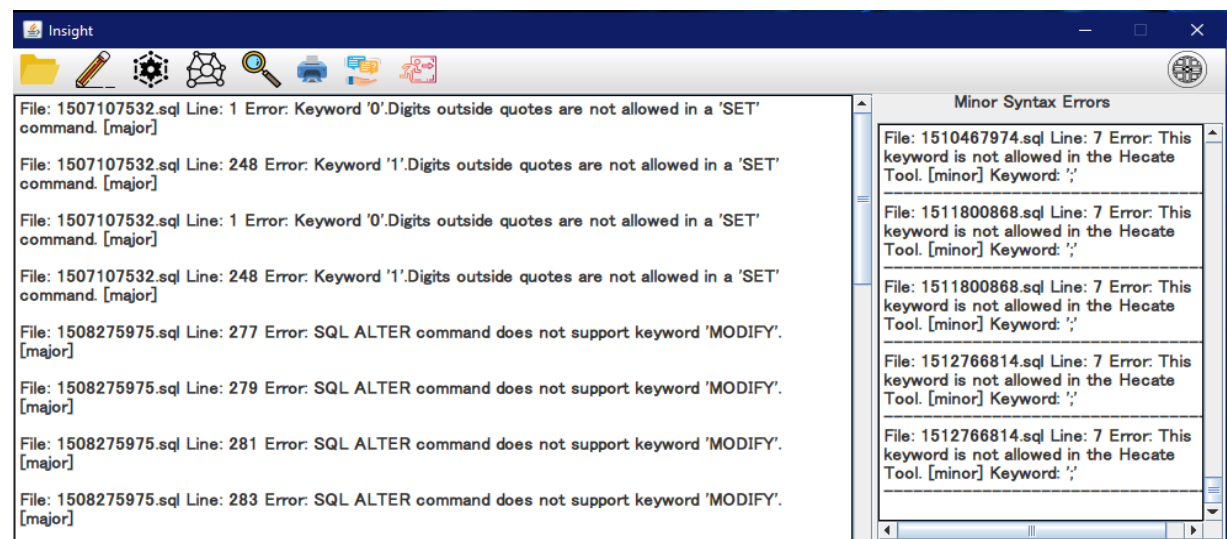 Insight
File: 1507107532.sql Line: 1 Error: Keyword '0'.Digits outside quotes are not allowed in a 'SET'
command. [major]
File: 1507107532.sql Line: 248 Error: Keyword '1'.Digits outside quotes are not allowed in a 'SET'
command. [major]
File: 1507107532.sql Line: 1 Error: Keyword '0'.Digits outside quotes are not allowed in a 'SET'
command. [major]
File: 1507107532.sql Line: 248 Error: Keyword '1'.Digits outside quotes are not allowed in a 'SET'
command. [major]
File: 1508275975.sql Line: 277 Error: SQL ALTER command does not support keyword 'MODIFY'.
[major]
File: 1508275975.sql Line: 279 Error: SQL ALTER command does not support keyword 'MODIFY'.
[major]
File: 1508275975.sql Line: 281 Error: SQL ALTER command does not support keyword 'MODIFY'.
[major]
File: 1508275975.sql Line: 283 Error: SQL ALTER command does not support keyword 'MODIFY'.
[major]
Minor Syntax Errors
File: 1510467974.sql Line: 7 Error: This
keyword is not allowed in the Hecate
Tool. [minor] Keyword: ';'
File: 1511800868.sql Line: 7 Error: This
keyword is not allowed in the Hecate
Tool. [minor] Keyword: ';'
File: 1511800868.sql Line: 7 Error: This
keyword is not allowed in the Hecate
Tool. [minor] Keyword: ';'
File: 1512766814.sql Line: 7 Error: This
keyword is not allowed in the Hecate
Tool. [minor] Keyword: ';'
File: 1512766814.sql Line: 7 Error: This
keyword is not allowed in the Hecate
Tool. [minor] Keyword: ';'